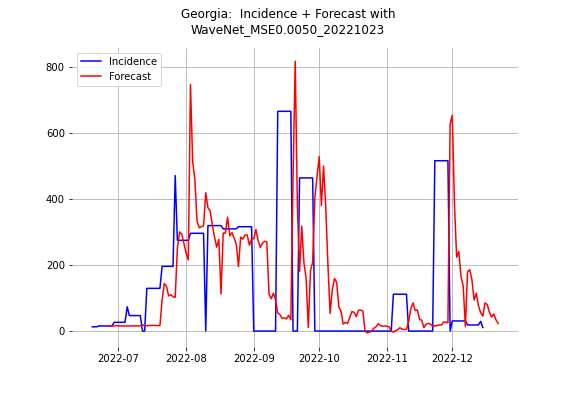 Georgia:  Incidence + Forecast with
WaveNet_MSE0.0050_20221023
Incidence
Forecast
800
600
400
200
0
2022-07
2022-08
2022-09
2022-10
2022-11
2022-12